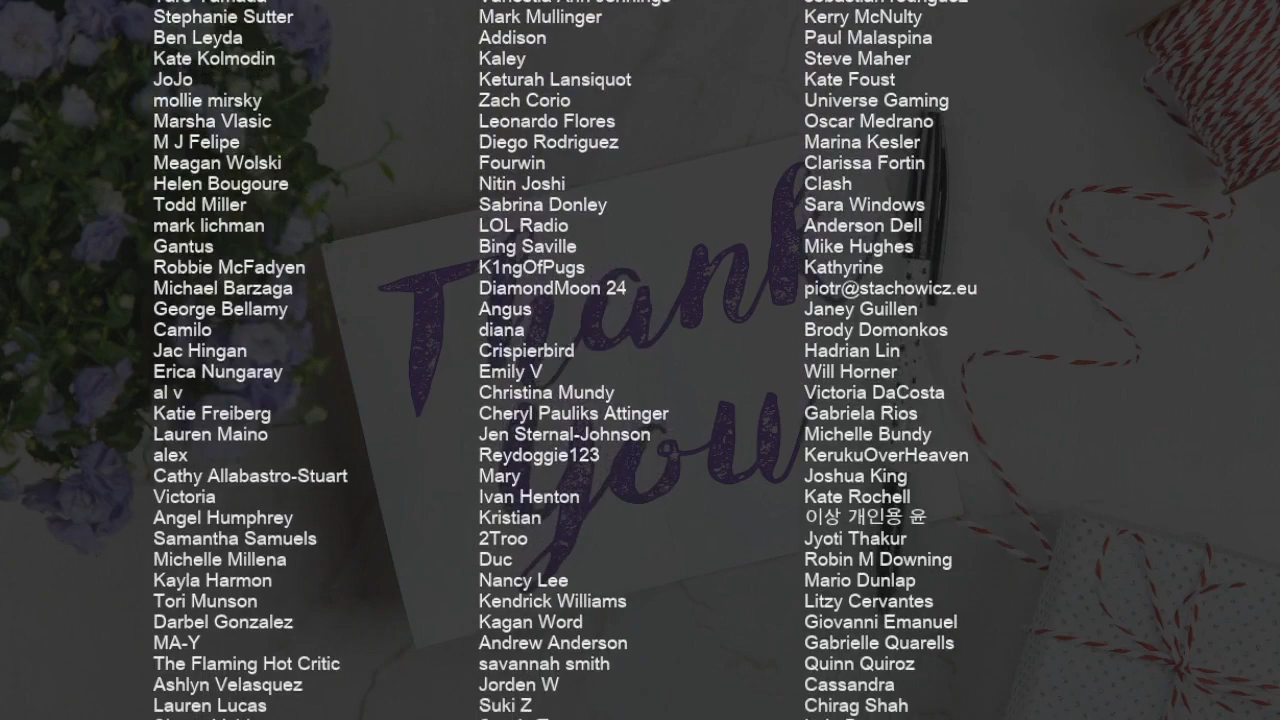 Stephanie Sutter
Ben Leyda
Kate Kolmodin
JoJo
mollie mirsky
Marsha Vlasic
M J Felipe
Meagan Wolski
Helen Bougoure
Todd Miller
mark lichman
Gantus
Robbie McFadyen
Michael Barzaga
George Bellamy
Camilo
Jac Hingan
Erica Nungaray
al v
Katie Freiberg
Lauren Maino
alex
Cathy Allabastro-Stuart
Victoria
Angel Humphrey
Samantha Samuels
Michelle Millena
Kayla Harmon
Tori Munson
Darbel Gonzalez
MA-Y
The Flaming Hot Critic
Ashlyn Velasquez
Lauren Lucas
Mark Mullinger
Addison
Kaley
Keturah Lansiquot
Zach Corio
Leonardo Flores
Diego Rodriguez
Fourwin
Nitin Joshi
Sabrina Donley
LOL Radio
Bing Saville
K1ngOfPugs
DiamondMoon 24
Angus
diana
Crispierbird
Emily V
Christina Mundy
Cheryl Pauliks Attinger
Jen Sternal-Johnson
Reydoggie123
Mary
Ivan Henton
Kristian
2Troo
Duc
Nancy Lee
Kendrick Williams
Kagan Word
Andrew Anderson
savannah smith
Jorden W
Suki Z
Kerry McNulty
Paul Malaspina
Steve Maher
Kate Foust
Universe Gaming
Oscar Medrano
Marina Kesler
Clarissa Fortin
Clash
Sara Windows
Anderson Dell
Mike Hughes
Kathyrine
piotr@stachowicz.eu
Janey Guillen
Brody Domonkos
Hadrian Lin
Will Horner
Victoria DaCosta
Gabriela Rios
Michelle Bundy
KerukuOverHeaven
Joshua King
Kate Rochell
이상 개인용 윤
Jyoti Thakur
Robin M Downing
Mario Dunlap
Litzy Cervantes
Giovanni Emanuel
Gabrielle Quarells
Quinn Quiroz
Cassandra
Chirag Shah
Thank
you